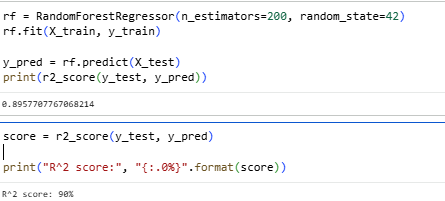 rf = RandomForestRegressor(n_estimators=200, random_state=42)
rf.fit(X_train, y_train)
y_pred = rf.predict(X_test)
print(r2_score(y_test, y_pred))
0.8957707767068214
score = r2_score(y_test, y_pred)
print("R^2 score:", "{:.0%}".format(score))
R^2 score: 90%